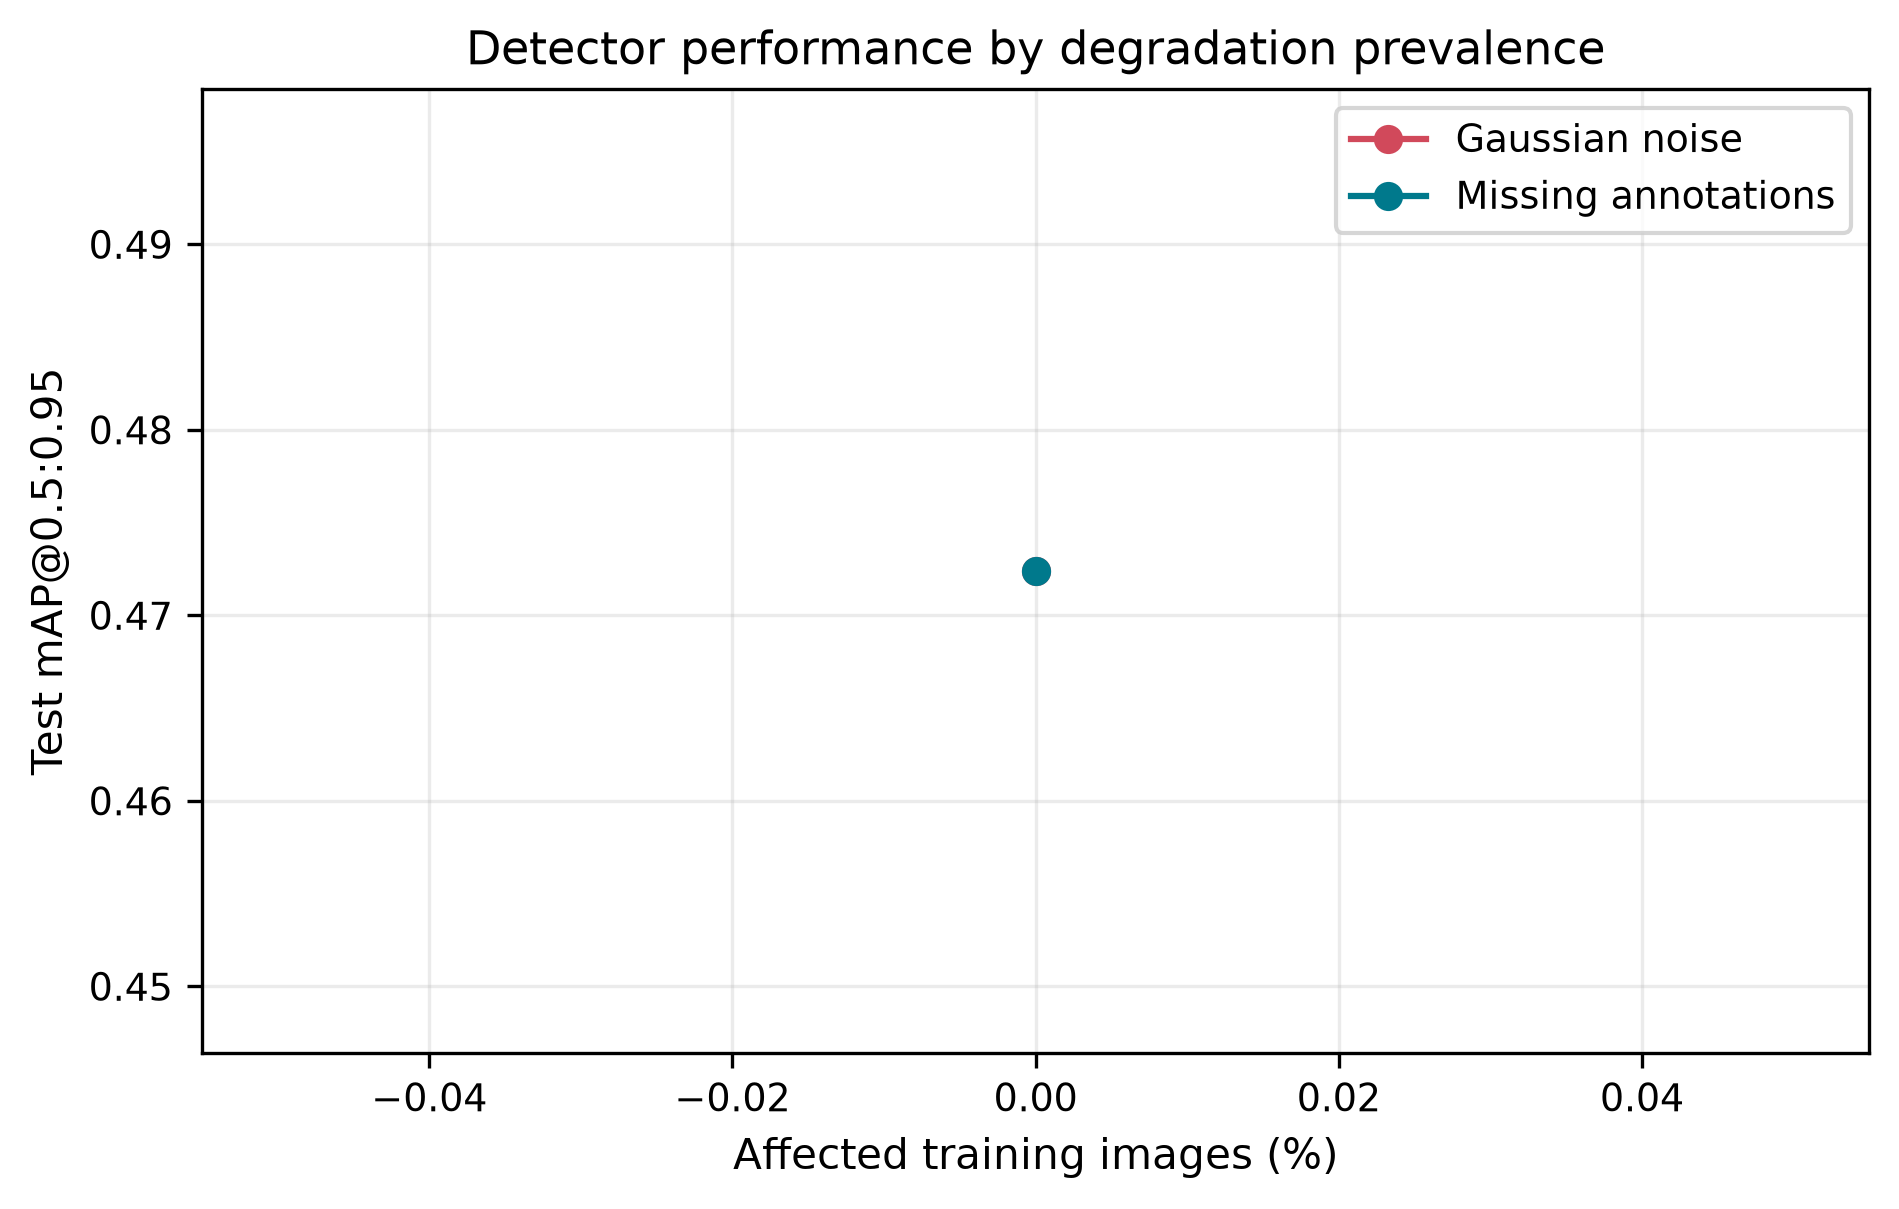 Detector performance by degradation prevalence
Gaussian noise
Missing annotations
Test mAP@0.5:0.95
0.49
0.48
0.47
0.46
0.45
−0.04
−0.02
0.00
0.02
0.04
Affected training images (%)